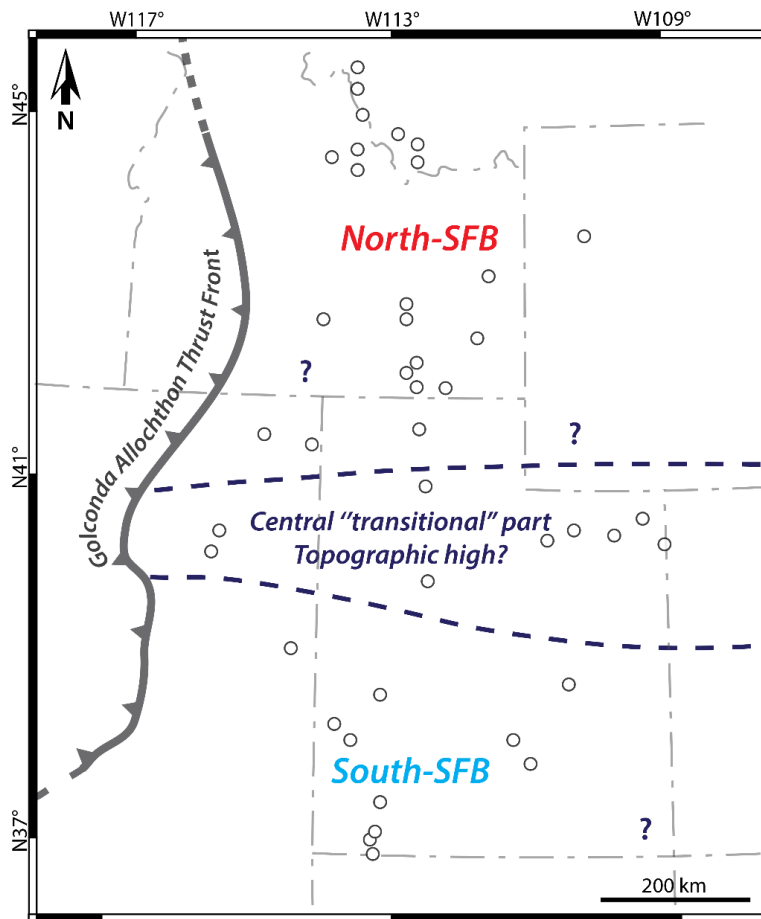 W117° W113° W109°
N45°
N
North-SFB
Golconda Allochthon Thrust Front
?
?
N41°
Central ‘‘transitional” part
Topographic high?
South-SFB
?
N37°
200 km